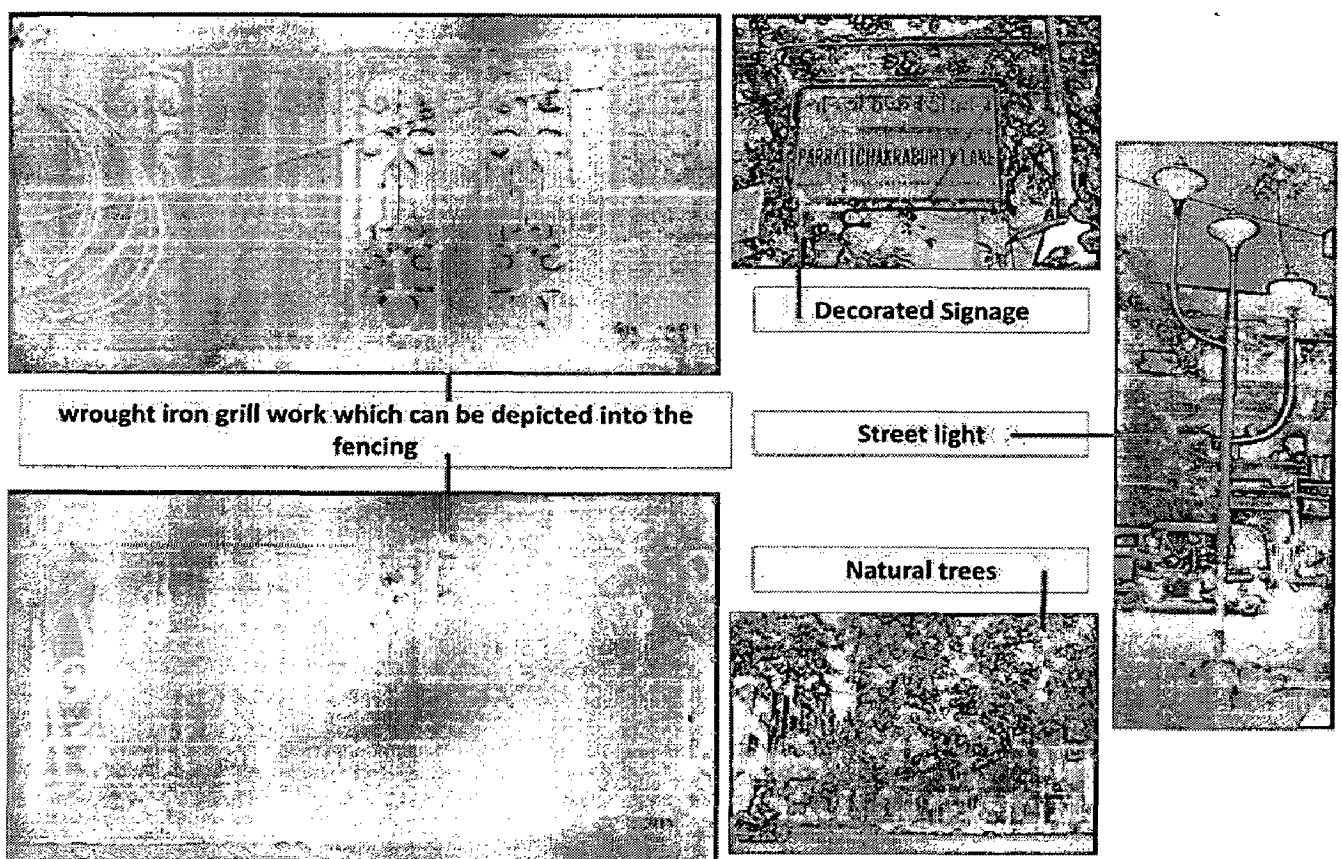 PARBATI CHAKRABORTY LANE
Decorated Signage
wrought iron grill work which can be depicted into the
fencing
Street light
Natural trees